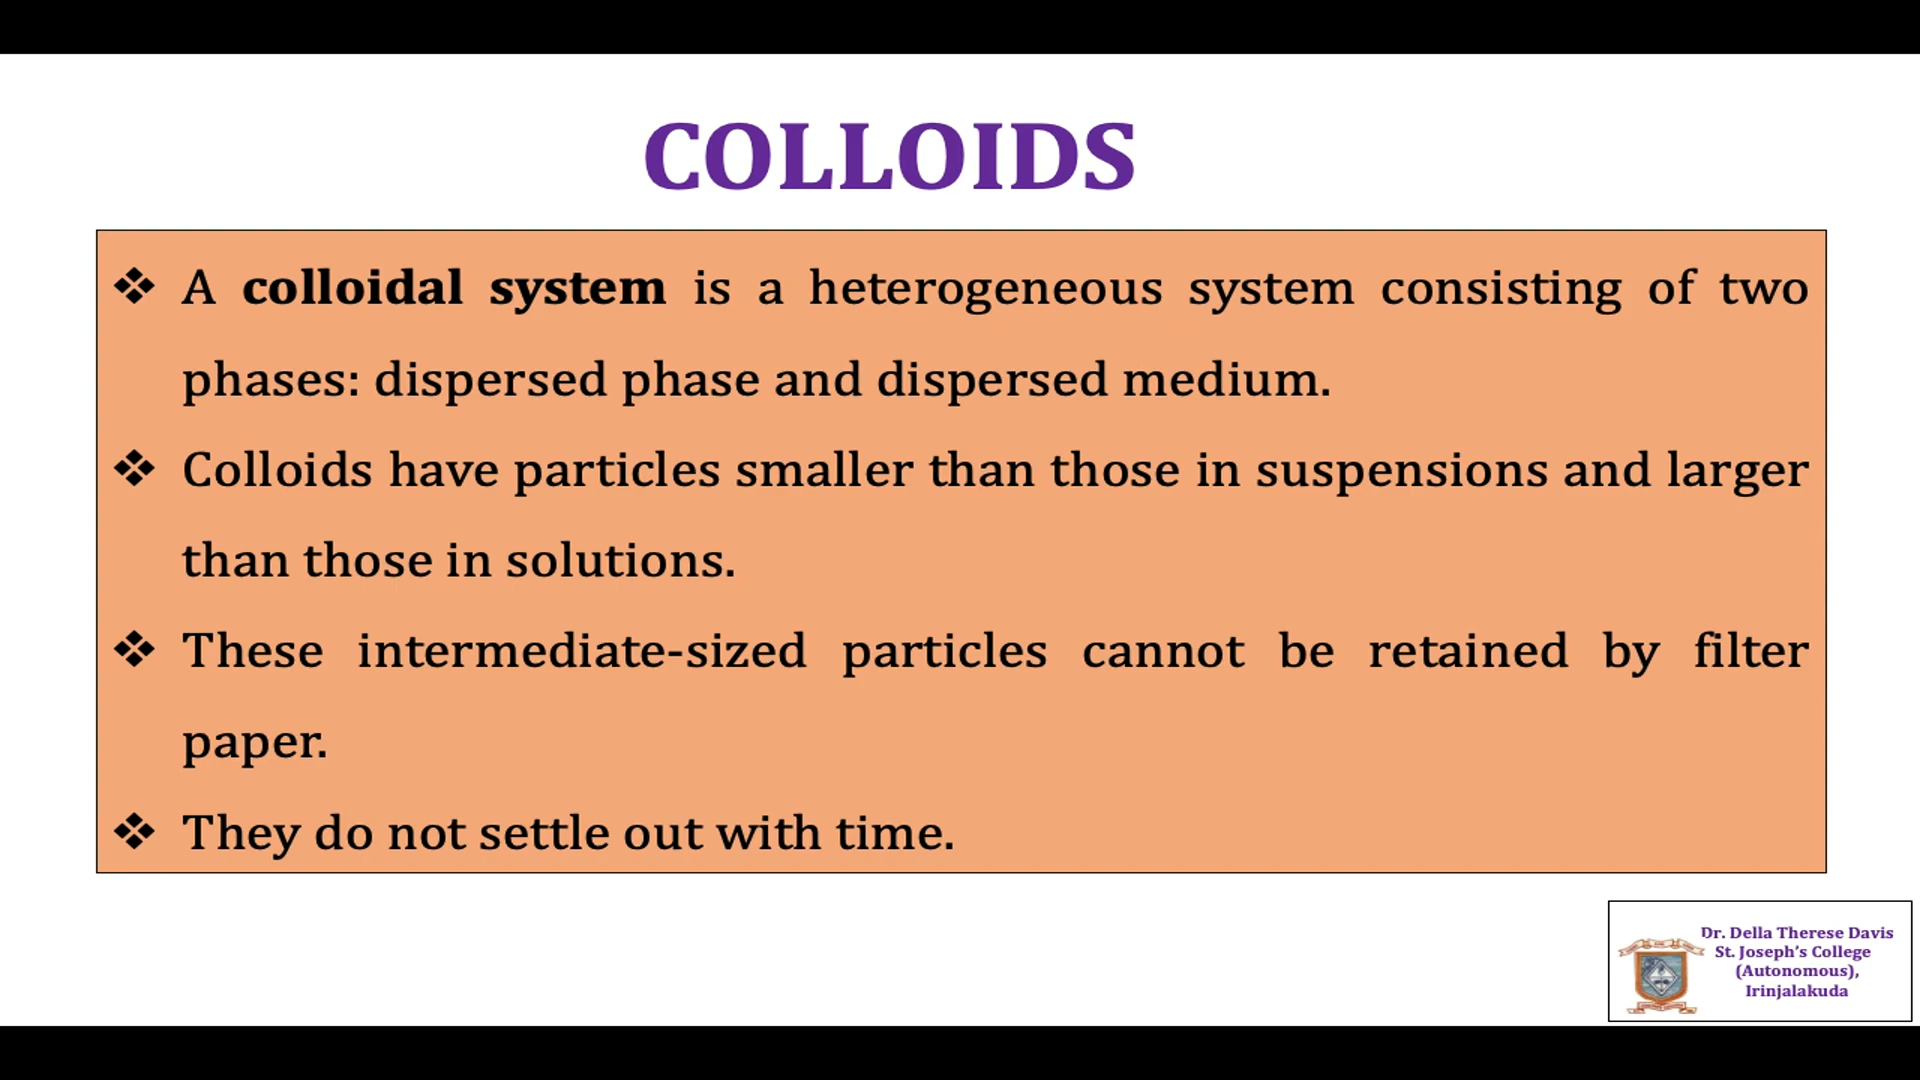 COLLOIDS
❖ A colloidal system is a heterogeneous system consisting of two
phases: dispersed phase and dispersed medium.
❖ Colloids have particles smaller than those in suspensions and larger
than those in solutions.
❖ These intermediate-sized particles cannot be retained by filter
paper.
❖ They do not settle out with time.
Dr. Della Therese Davis
St. Joseph's College
(Autonomous),
Irinjalakuda